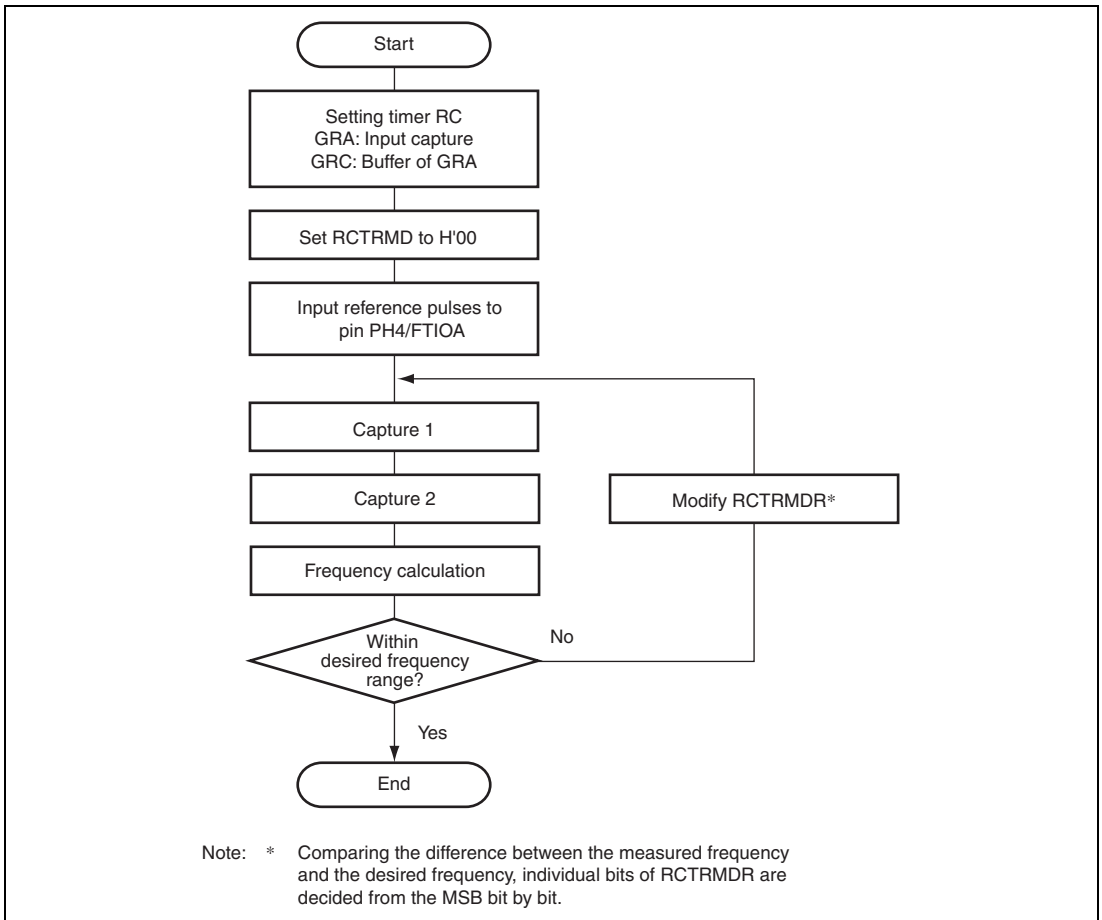 Start
Setting timer RC
GRA: Input capture
GRC: Buffer of GRA
Set RCTRMD to H'00
Input reference pulses to
pin PH4/FTIOA
Capture 1
Capture 2
Modify RCTRMDR*
Frequency calculation
Within
desired frequency
range?
No
Yes
End
Note: * Comparing the difference between the measured frequency
and the desired frequency, individual bits of RCTRMDR are
decided from the MSB bit by bit.